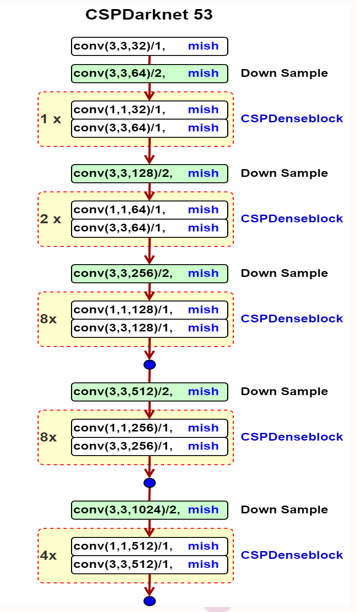 CSPDarknet 53
conv(3,3,32)/1, mish
conv(3,3,64)/2, mish Down Sample
1 x
conv(1,1,32)/1, mish
CSPDenseblock
conv(3,3,64)/1, mish
conv(3,3,128)/2, mish Down Sample
2 x
conv(1,1,64)/1, mish
CSPDenseblock
conv(3,3,64)/1, mish
conv(3,3,256)/2, mish Down Sample
8x
conv(1,1,128)/1, mish
CSPDenseblock
conv(3,3,128)/1, mish
conv(3,3,512)/2, mish Down Sample
8x
conv(1,1,256)/1, mish
CSPDenseblock
conv(3,3,256)/1, mish
conv(3,3,1024)/2, mish Down Sample
4x
conv(1,1,512)/1, mish
CSPDenseblock
conv(3,3,512)/1, mish